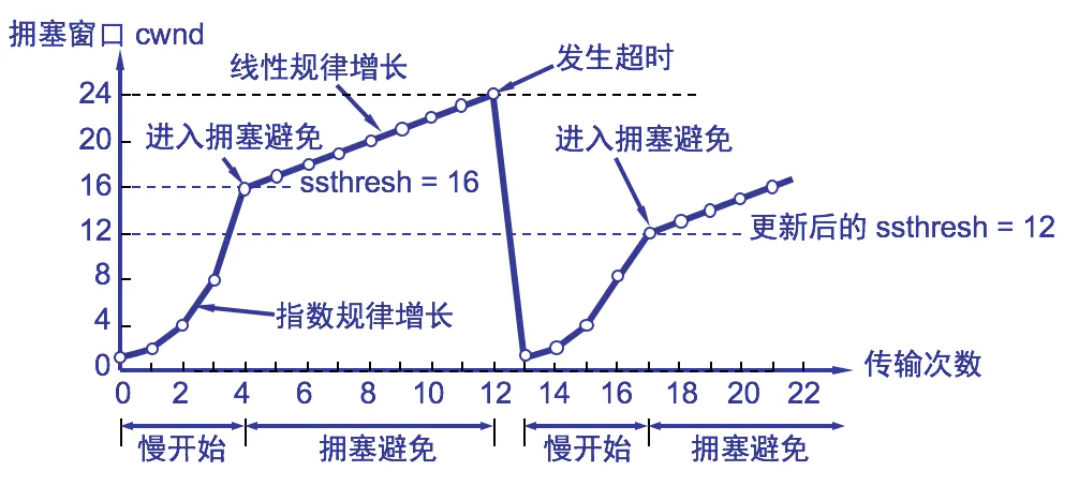 拥塞窗口 cwnd
发生超时
线性规律增长
24
20
进入拥塞避免
进入拥塞避免
16
ssthresh = 16
12
更新后的 ssthresh = 12
8
4
指数规律增长
0
传输次数
0 2 4 6 8 10 12 14 16 18 20 22
慢开始 拥塞避免 慢开始 拥塞避免